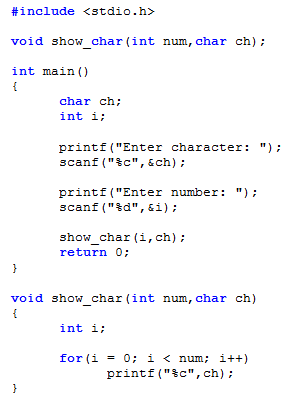 #include <stdio.h>
void show_char(int num,char ch);
int main()
{
char ch;
int i;
printf("Enter character: ");
scanf("%c",&ch);
printf("Enter number: ");
scanf("%d",&i);
show_char(i,ch);
return 0;
}
void show_char(int num,char ch)
{
int i;
for(i = 0; i < num; i++)
printf("%c",ch);
}